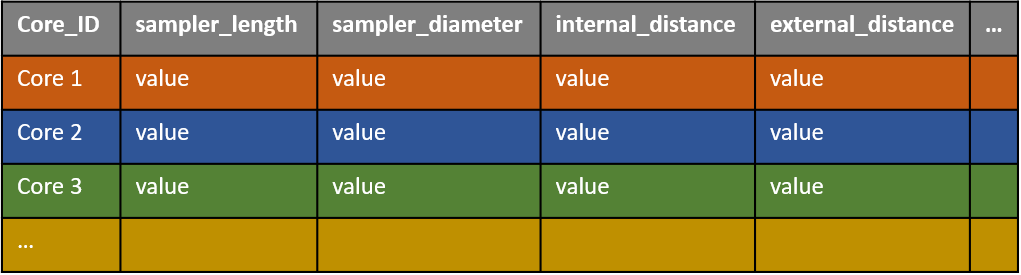 Core_ID sampler_length sampler_diameter internal_distance external_distance ...
Core 1 value value value value
Core 2 value value value value
Core 3 value value value value
...